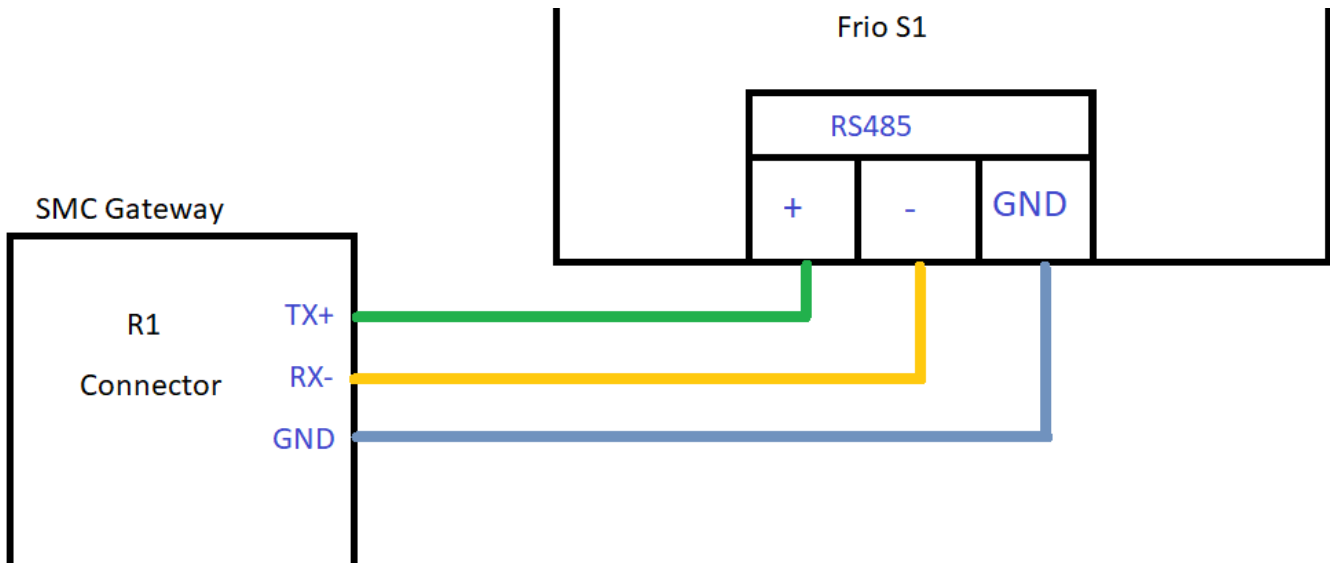 Frio S1
RS485
+ - GND
SMC Gateway
R1
Connector
TX+
RX-
GND